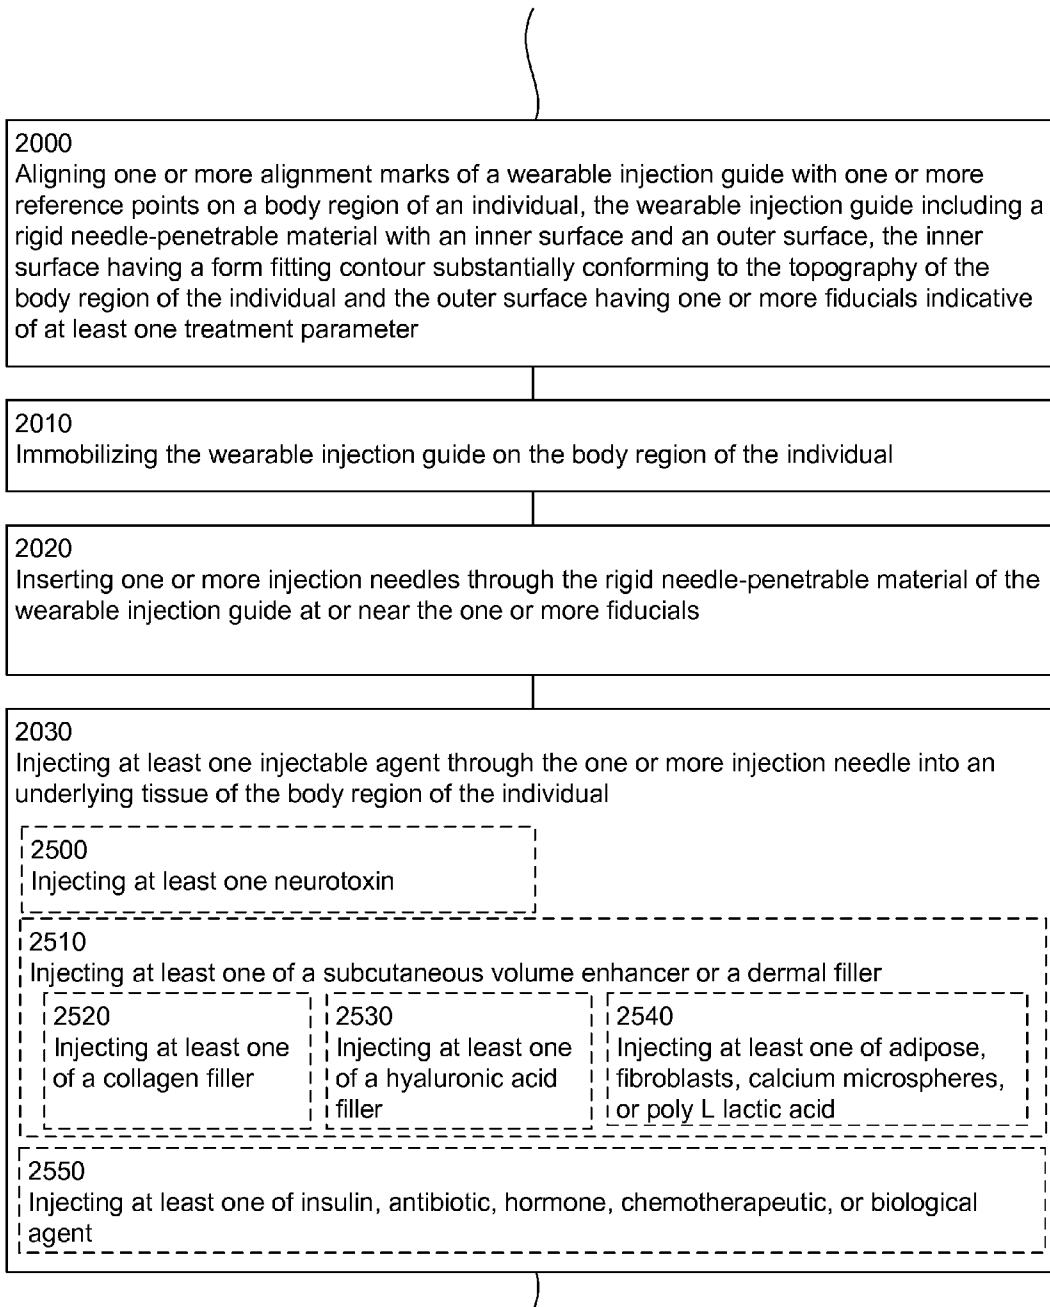 2000
Aligning one or more alignment marks of a wearable injection guide with one or more
reference points on a body region of an individual, the wearable injection guide including a
rigid needle-penetrable material with an inner surface and an outer surface, the inner
surface having a form fitting contour substantially conforming to the topography of the
body region of the individual and the outer surface having one or more fiducials indicative
of at least one treatment parameter
2010
Immobilizing the wearable injection guide on the body region of the individual
2020
Inserting one or more injection needles through the rigid needle-penetrable material of the
wearable injection guide at or near the one or more fiducials
2030
Injecting at least one injectable agent through the one or more injection needle into an
underlying tissue of the body region of the individual
2500
Injecting at least one neurotoxin
2510
Injecting at least one of a subcutaneous volume enhancer or a dermal filler
2520
Injecting at least one
of a collagen filler
2530
Injecting at least one
of a hyaluronic acid
filler
2540
Injecting at least one of adipose,
fibroblasts, calcium microspheres,
or poly L lactic acid
2550
Injecting at least one of insulin, antibiotic, hormone, chemotherapeutic, or biological
agent